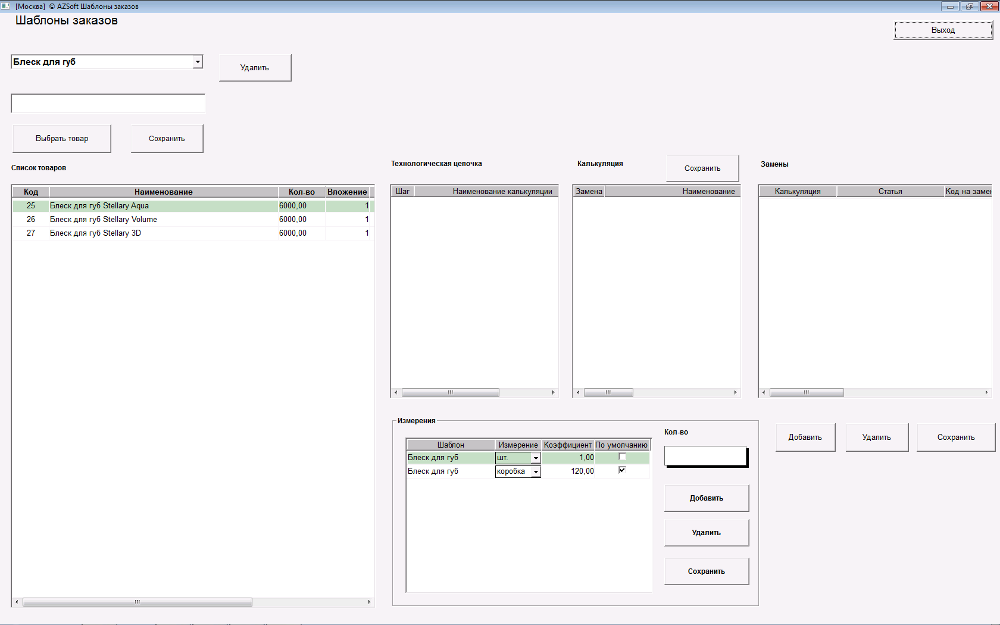 [Москва] © AZSoft Шаблоны заказов
Шаблоны заказов
Выход
Блеск для губ
Удалить
Выбрать товар
Сохранить
Список товаров
Технологическая цепочка
Калькуляция
Сохранить
Замены
Код Наименование Кол-во Вложение
25 Блеск для губ Stellary Aqua 6000,00 1
26 Блеск для губ Stellary Volume 6000,00 1
27 Блеск для губ Stellary 3D 6000,00 1
Шаг Наименование калькуляции
Замена Наименование
Калькуляция Статья Код на замен
Измерения
Шаблон Измерение Коэффициент По умолчанию
Блеск для губ шт. 1,00
Блеск для губ коробка 120,00
Кол-во
Добавить
Удалить
Сохранить
Добавить
Удалить
Сохранить